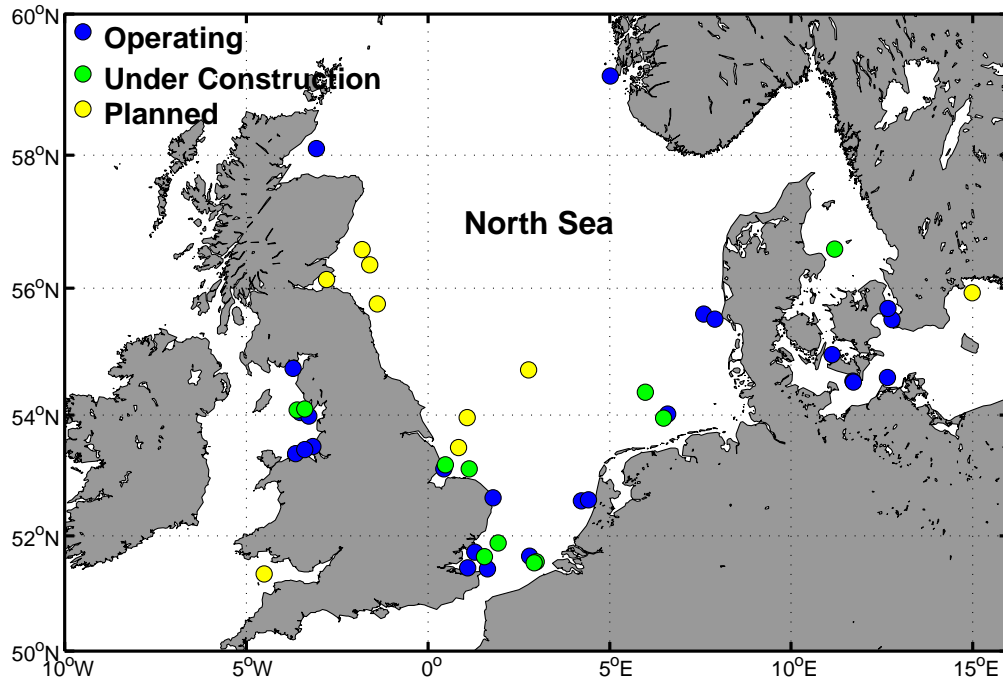 60°N
Operating
Under Construction
Planned
58°N
North Sea
56°N
54°N
52°N
50°N
10°W 5°W 0° 5°E 10°E 15°E